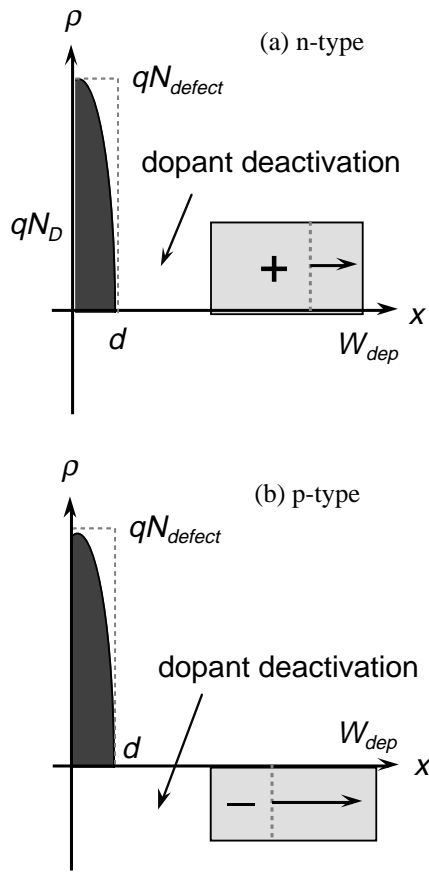 (a) n-type
ρ
qN_defect
dopant deactivation
qN_D
+
x
d
W_dep
(b) p-type
ρ
qN_defect
dopant deactivation
d
W_dep
x
−